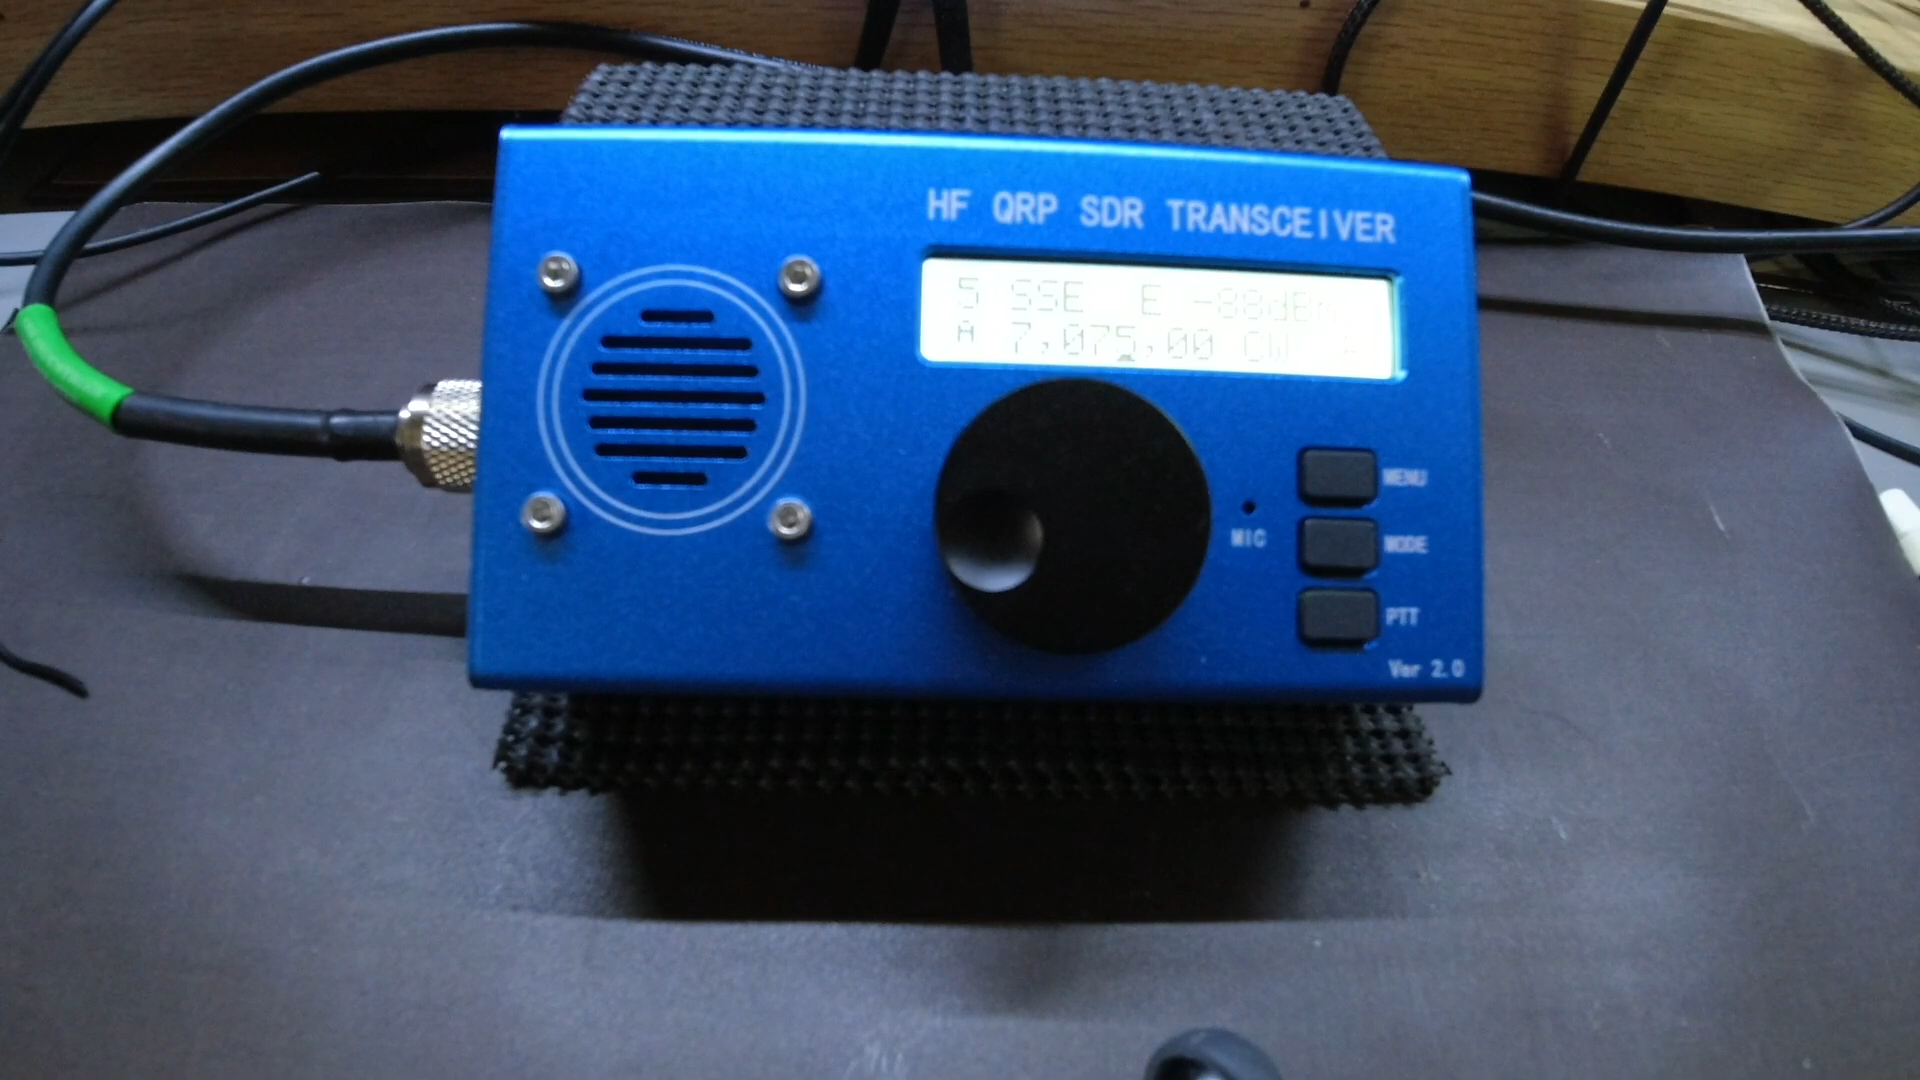 HF QRP SDR TRANSCEIVER
S SSE E -88dBm
A 7,075,00 CW
MENU
MIC
MODE
PTT
Ver 2.0